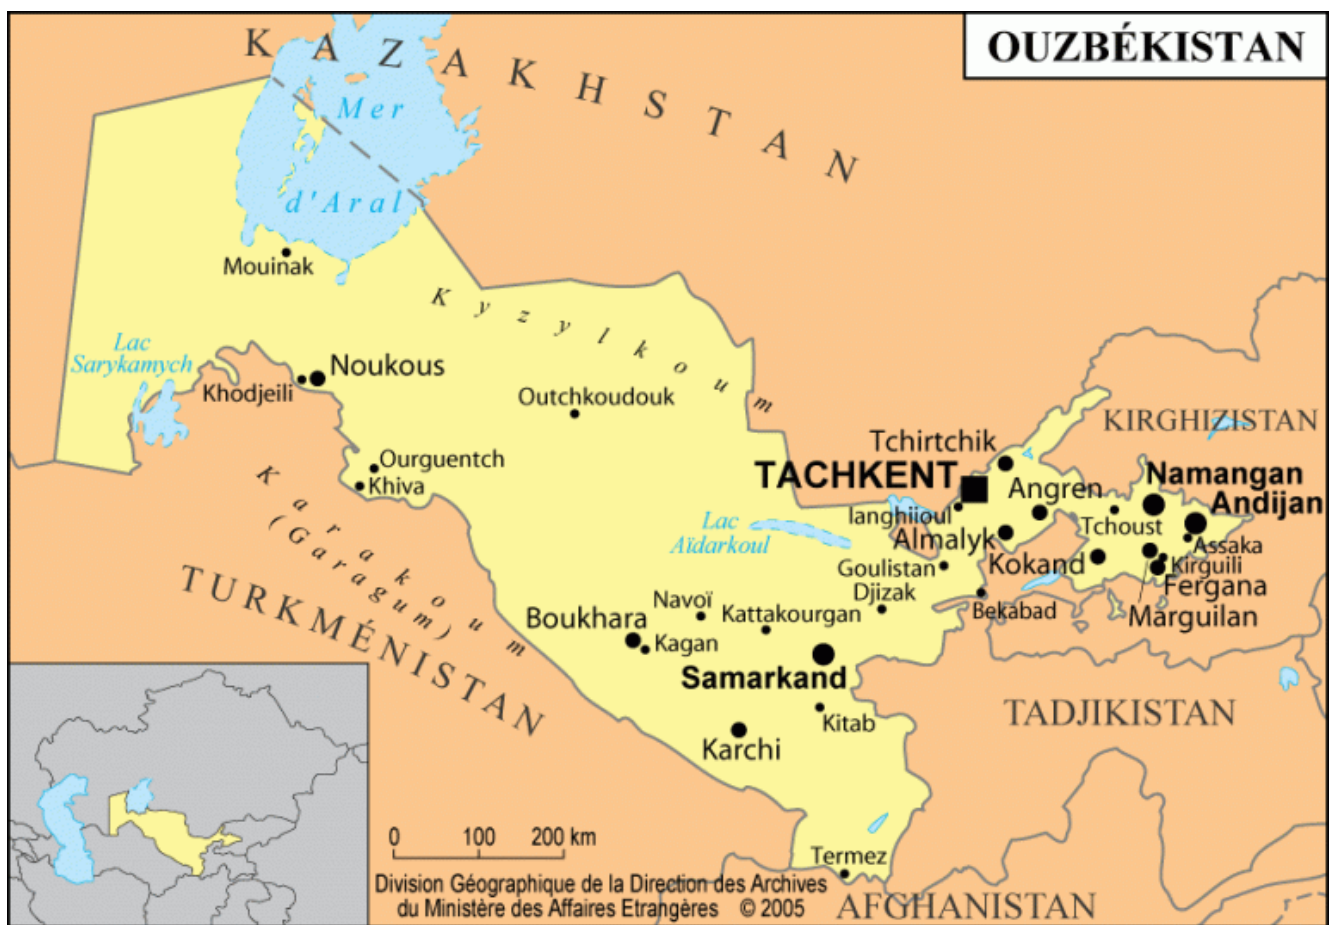 OUZBÉKISTAN
KAZAKHSTAN
Mer
d'Aral
Mouinak
Kyzylkoum
Lac
Sarykamych
Noukous
Khodjeili
Outchkoudouk
KIRGHIZISTAN
Tchirtchik
Ourguentch
TACHKENT
Namangan
Khiva
Angren
Andijan
Ianghiioul
Tchoust
Lac
Aïdarkoul
Almalyk
Assaka
Karakoum
(Garagum)
Goulistan
Kokand
Kirguili
Fergana
Djizak
Bekabad
Marguilan
TURKMÉNISTAN
Navoï
Kattakourgan
Boukhara
Kagan
Samarkand
TADJIKISTAN
Kitab
Karchi
0 100 200 km
Termez
Division Géographique de la Direction des Archives
du Ministère des Affaires Etrangères © 2005
AFGHANISTAN